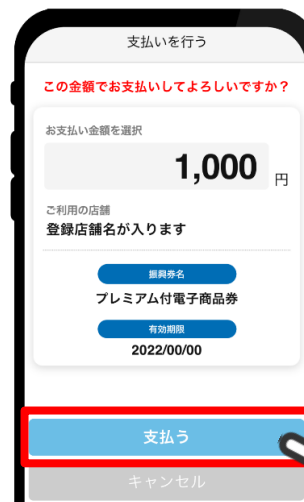 支払いを行う
この金額でお支払いしてよろしいですか？
お支払い金額を選択
1,000 円
ご利用の店舗
登録店舗名が入ります
振興券名
プレミアム付電子商品券
有効期限
2022/00/00
支払う
キャンセル